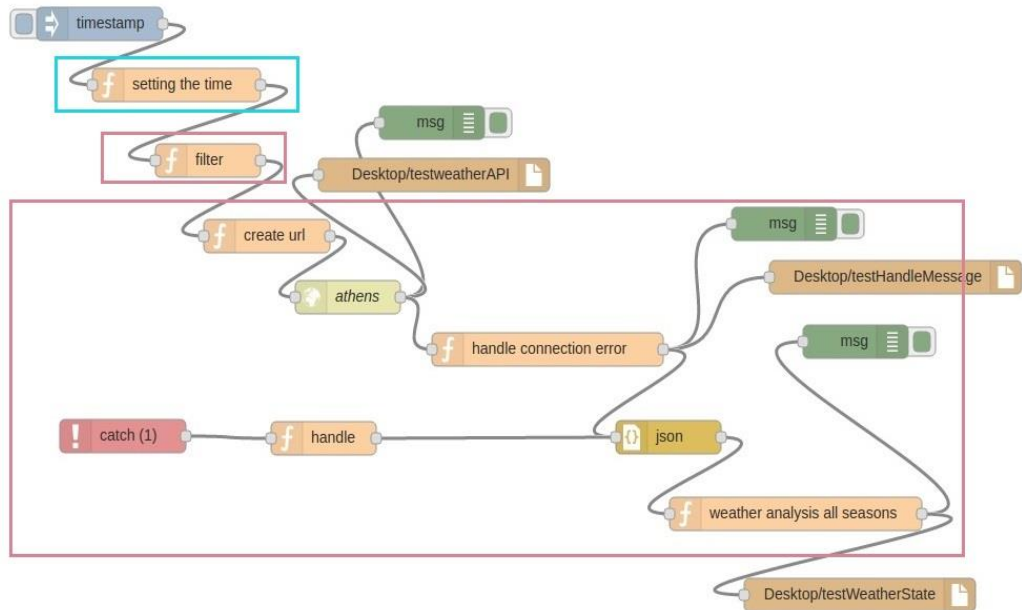 timestamp
setting the time
msg
filter
Desktop/testweatherAPI
msg
create url
Desktop/testHandleMessage
athens
msg
handle connection error
catch (1)
handle
json
weather analysis all seasons
Desktop/testWeatherState